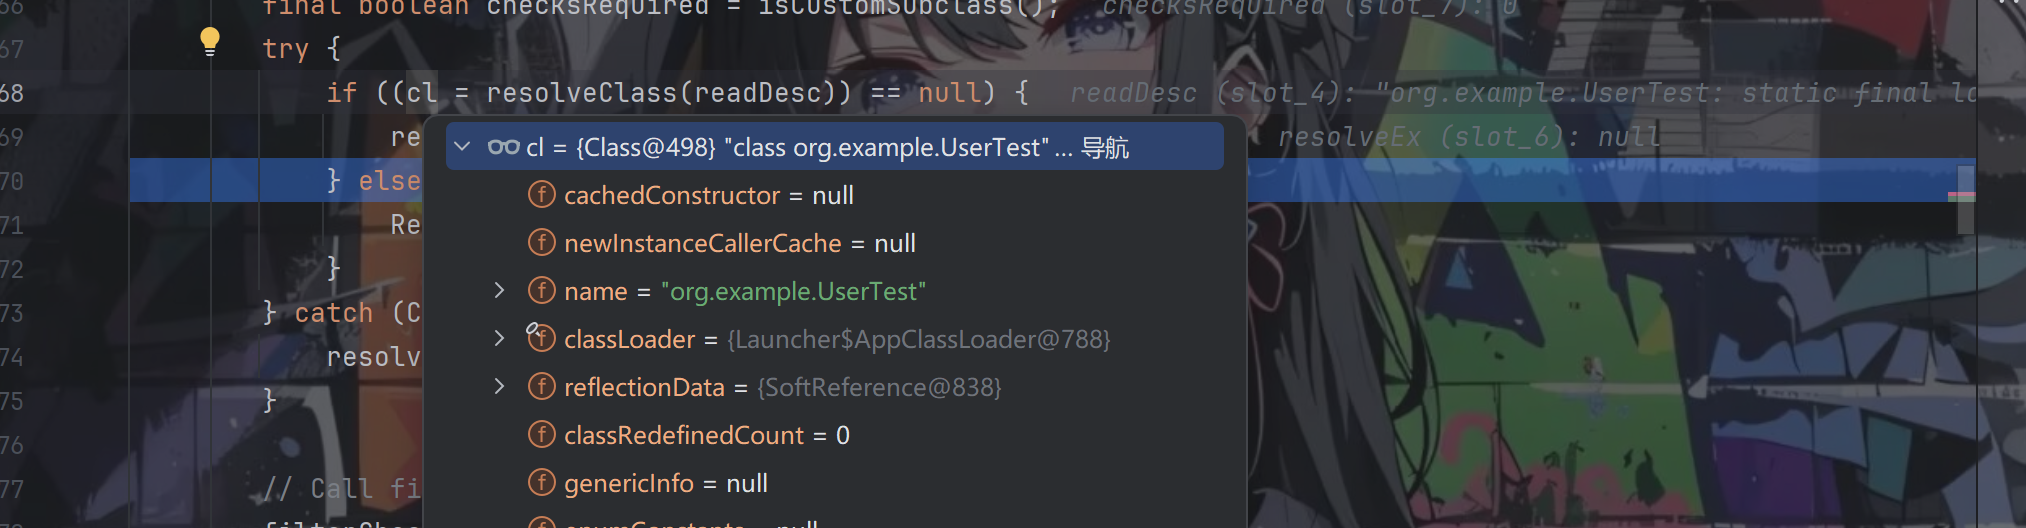 66 final boolean checksRequired = isCustomSubclass(); checksRequired (slot_7): 0
67 try {
68 if ((cl = resolveClass(readDesc)) == null) { readDesc (slot_4): "org.example.UserTest: static final lo
69 re resolveEx (slot_6): null
cl = {Class@498} "class org.example.UserTest" ... 导航
70 } else
cachedConstructor = null
71 Re
newInstanceCallerCache = null
72 }
name = "org.example.UserTest"
73 } catch (C
classLoader = {Launcher$AppClassLoader@788}
74 resolv
reflectionData = {SoftReference@838}
75 }
classRedefinedCount = 0
76
genericInfo = null
77 // Call fi